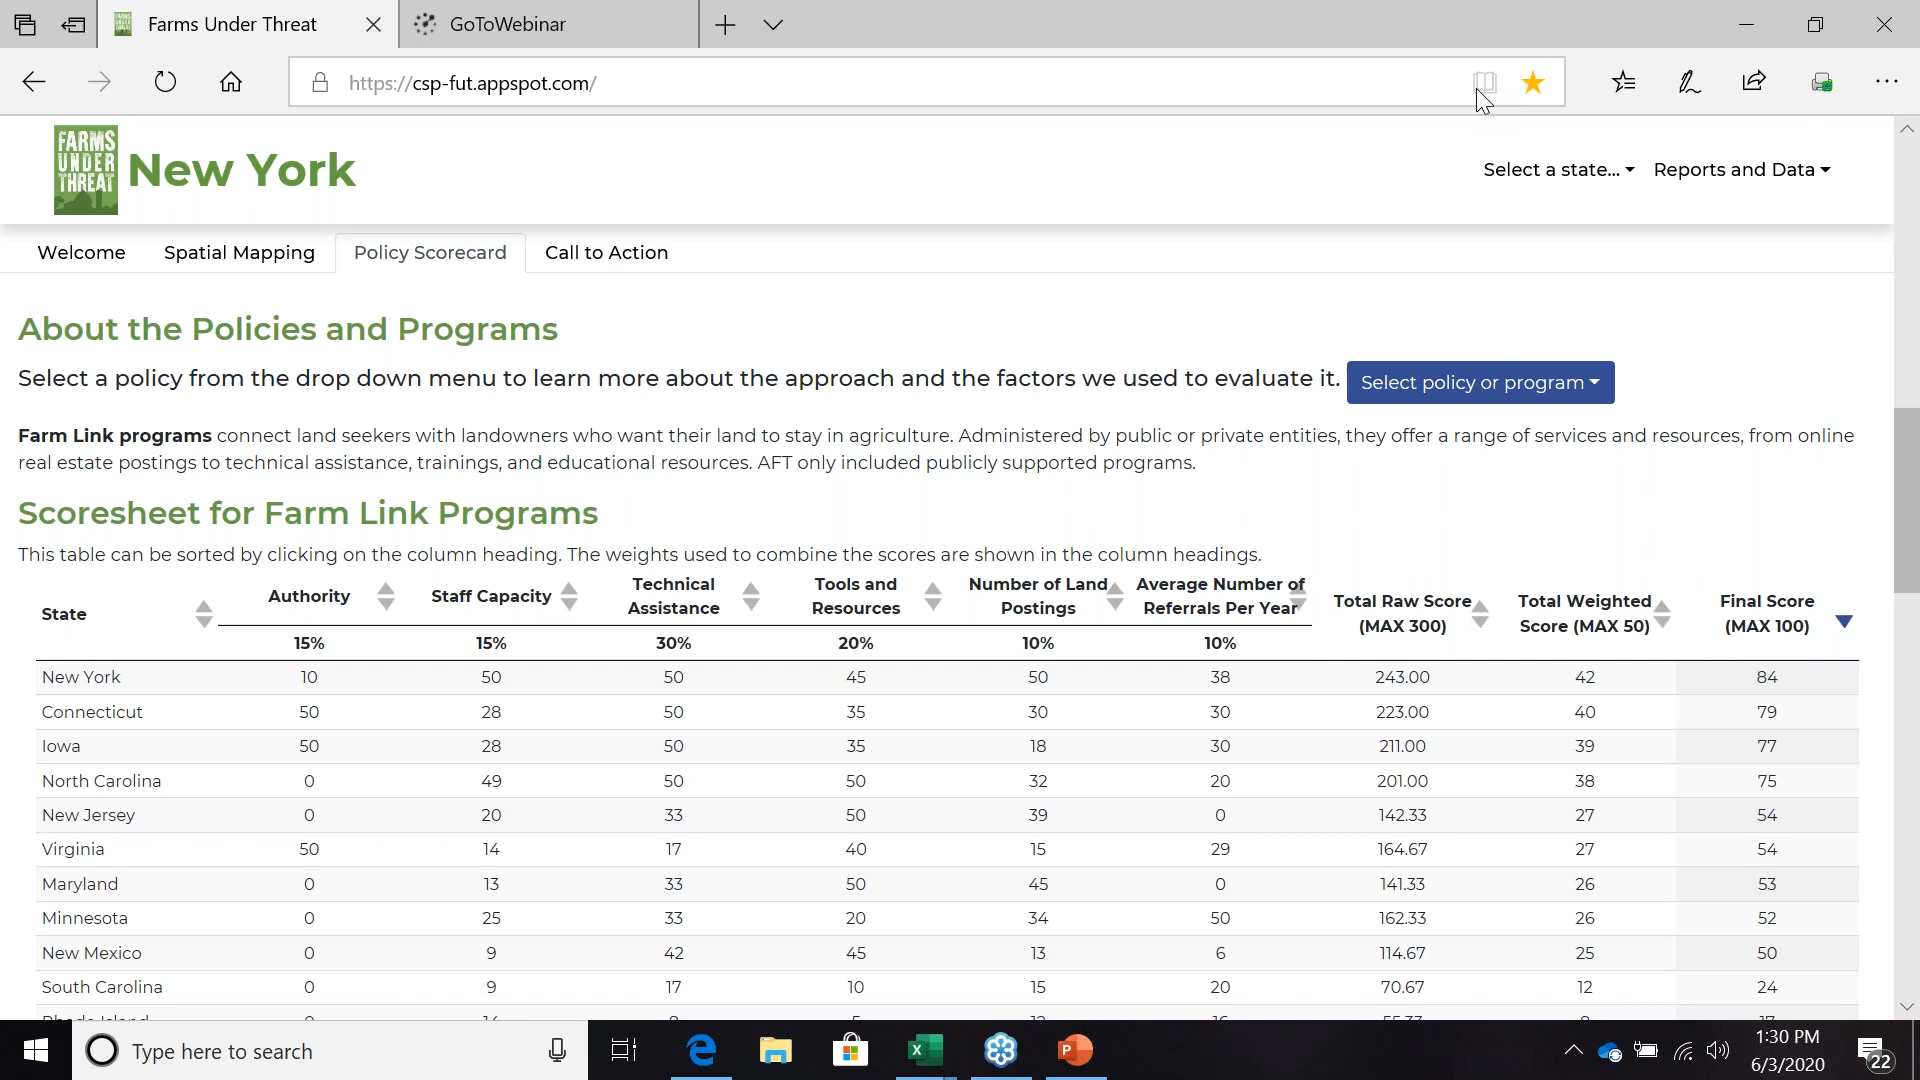 Farms Under Threat
GoToWebinar
https://csp-fut.appspot.com/
FARMS
UNDER
THREAT
New York
Select a state...
Reports and Data
Welcome
Spatial Mapping
Policy Scorecard
Call to Action
About the Policies and Programs
Select a policy from the drop down menu to learn more about the approach and the factors we used to evaluate it.
Select policy or program
Farm Link programs connect land seekers with landowners who want their land to stay in agriculture. Administered by public or private entities, they offer a range of services and resources, from online
real estate postings to technical assistance, trainings, and educational resources. AFT only included publicly supported programs.
Scoresheet for Farm Link Programs
This table can be sorted by clicking on the column heading. The weights used to combine the scores are shown in the column headings.
State Authority Staff Capacity Technical Assistance Tools and Resources Number of Land Postings Average Number of Referrals Per Year Total Raw Score (MAX 300) Total Weighted Score (MAX 50) Final Score (MAX 100)
15% 15% 30% 20% 10% 10%
New York 10 50 50 45 50 38 243.00 42 84
Connecticut 50 28 50 35 30 30 223.00 40 79
Iowa 50 28 50 35 18 30 211.00 39 77
North Carolina 0 49 50 50 32 20 201.00 38 75
New Jersey 0 20 33 50 39 0 142.33 27 54
Virginia 50 14 17 40 15 29 164.67 27 54
Maryland 0 13 33 50 45 0 141.33 26 53
Minnesota 0 25 33 20 34 50 162.33 26 52
New Mexico 0 9 42 45 13 6 114.67 25 50
South Carolina 0 9 17 10 15 20 70.67 12 24
Type here to search
1:30 PM
6/3/2020
22